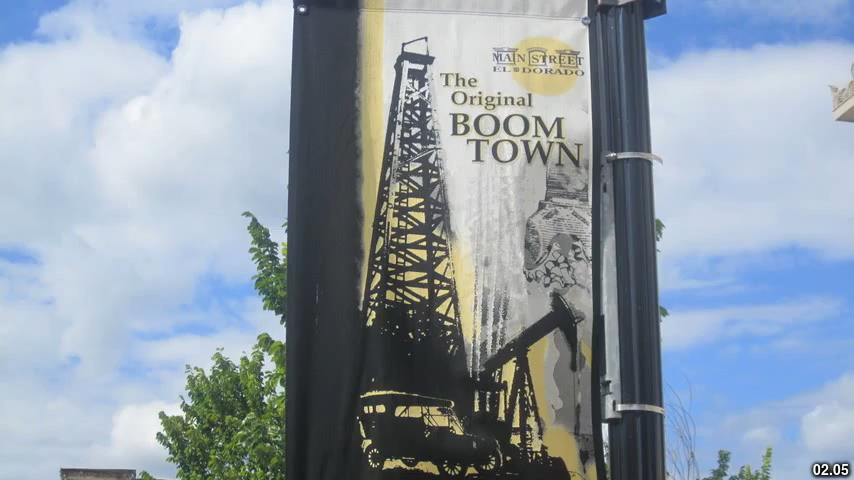 MAIN STREET
EL DORADO
The
Original
BOOM
TOWN
02.05